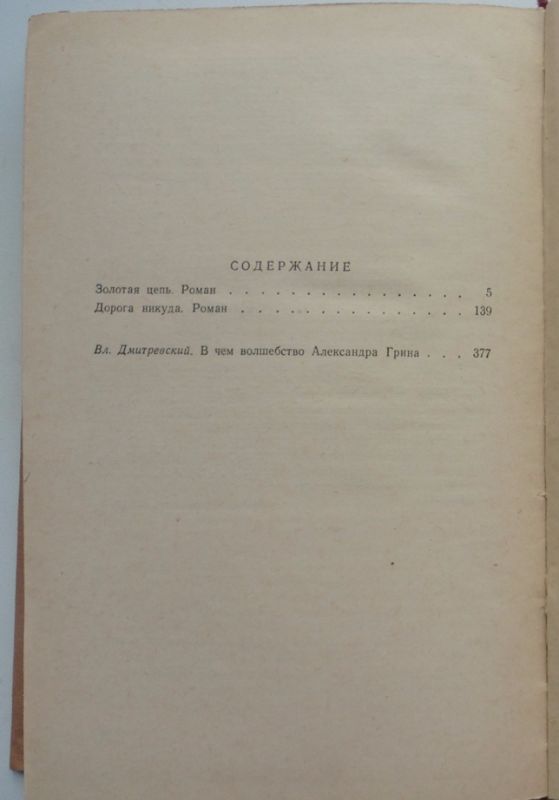 СОДЕРЖАНИЕ
Золотая цепь. Роман . . . . . . . . . . . . . . . . 5
Дорога никуда. Роман . . . . . . . . . . . . . . . 139
Вл. Дмитревский. В чем волшебство Александра Грина . . . 377